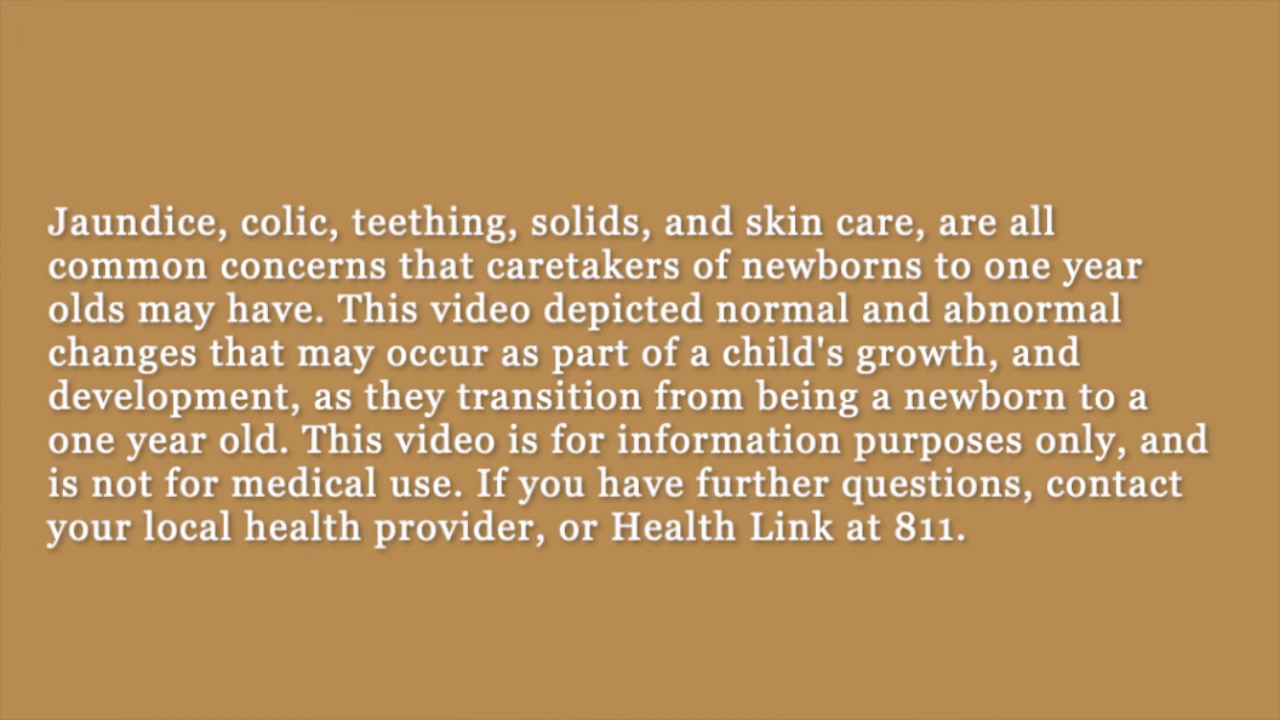 Jaundice, colic, teething, solids, and skin care, are all
common concerns that caretakers of newborns to one year
olds may have. This video depicted normal and abnormal
changes that may occur as part of a child's growth, and
development, as they transition from being a newborn to a
one year old. This video is for information purposes only, and
is not for medical use. If you have further questions, contact
your local health provider, or Health Link at 811.